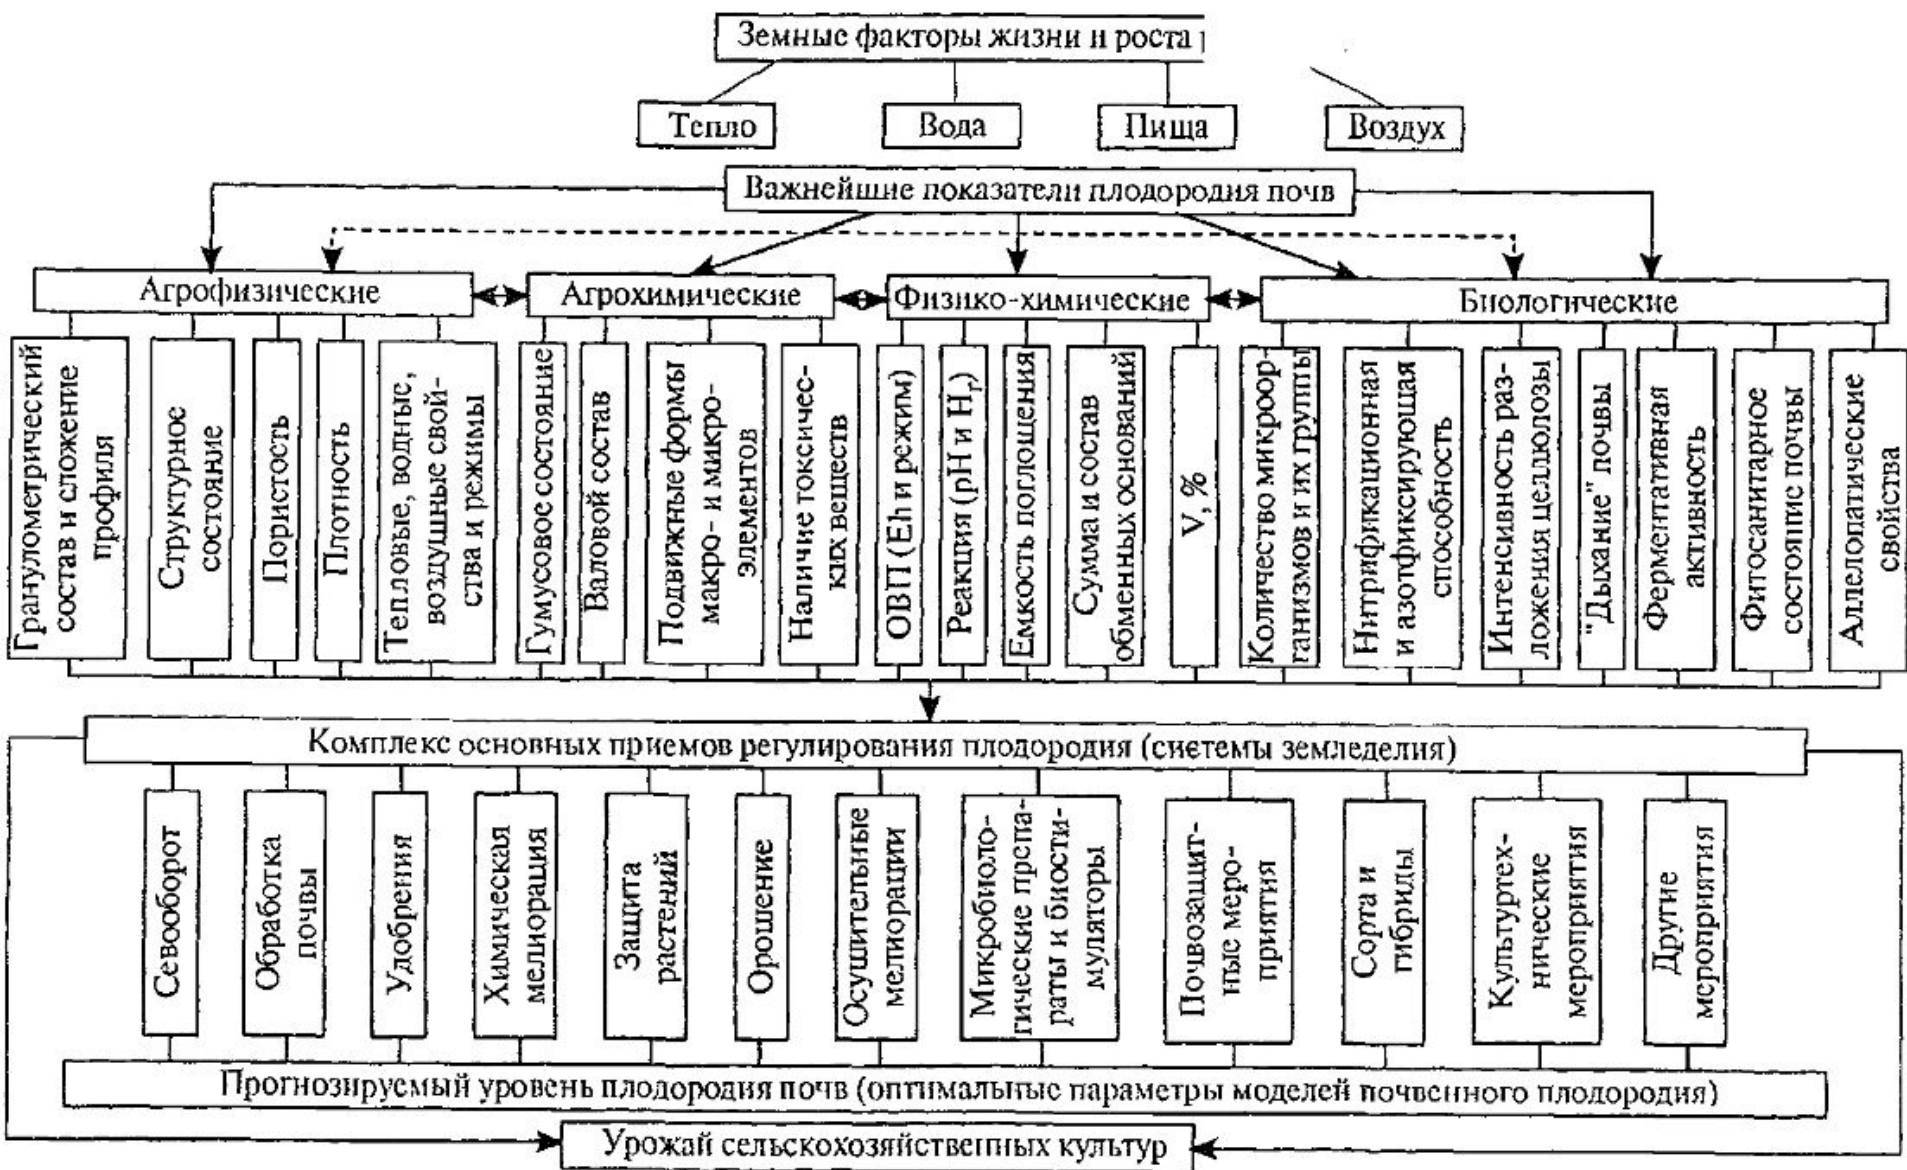 Земные факторы жизни и роста
Тепло
Вода
Пища
Воздух
Важнейшие показатели плодородия почв
Агрофизические
Агрохимические
Физико-химические
Биологические
Гранулометрический
состав и сложение
профиля
Структурное
состояние
Пористость
Плотность
Тепловые, водные,
воздушные свой-
ства и режимы
Гумусовое состояние
Валовой состав
Подвижные формы
макро- и микро-
элементов
Наличие токсичес-
ких веществ
ОВП (Eh и режим)
Реакция (pH и Hг)
Емкость поглощения
Сумма и состав
обменных оснований
V, %
Количество микроор-
ганизмов и их группы
Нитрификационная
и азотфиксирующая
способность
Интенсивность раз-
ложения целлюлозы
"Дыхание" почвы
Ферментативная
активность
Фитосанитарное
состояние почвы
Аллелопатические
свойства
Комплекс основных приемов регулирования плодородия (системы земледелия)
Севооборот
Обработка
почвы
Удобрения
Химическая
мелиорация
Защита
растений
Орошение
Осушительные
мелиорации
Микробиоло-
гические препа-
раты и биости-
муляторы
Почвозащит-
ные меро-
приятия
Сорта и
гибриды
Культуртех-
нические
мероприятия
Другие
мероприятия
Прогнозируемый уровень плодородия почв (оптимальные параметры моделей почвенного плодородия)
Урожай сельскохозяйственных культур